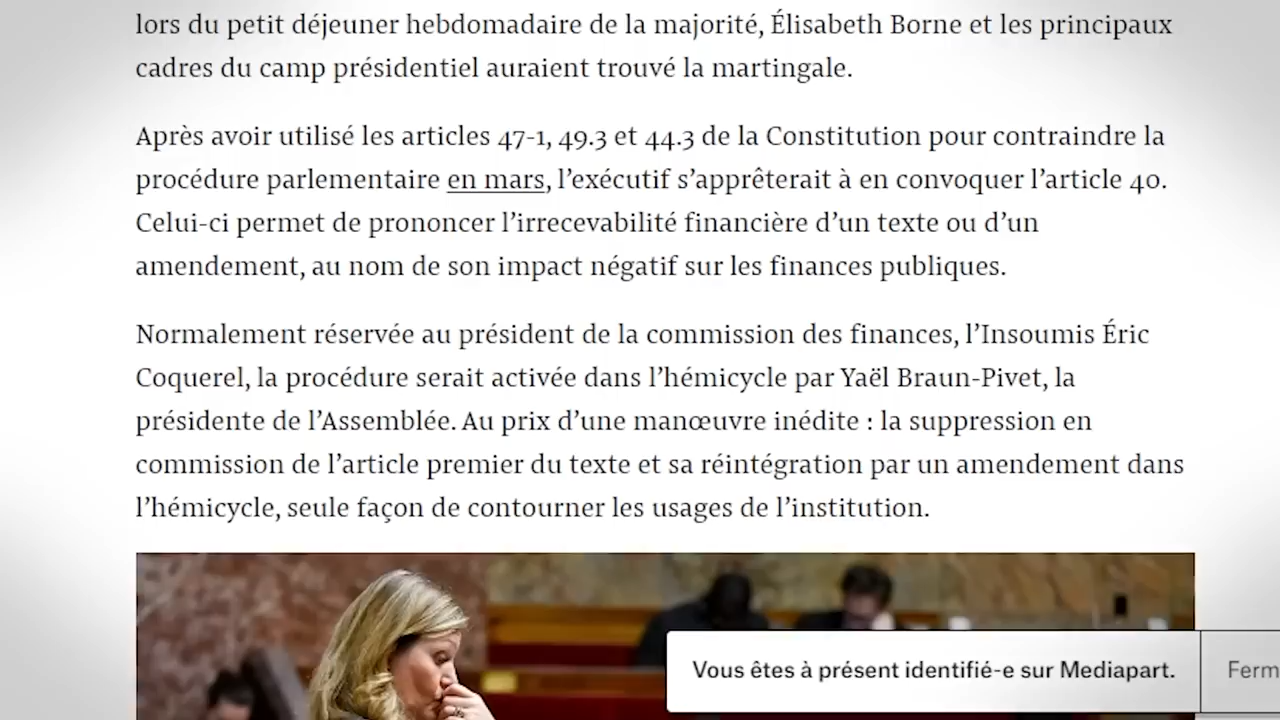 lors du petit déjeuner hebdomadaire de la majorité, Élisabeth Borne et les principaux
cadres du camp présidentiel auraient trouvé la martingale.
Après avoir utilisé les articles 47-1, 49.3 et 44.3 de la Constitution pour contraindre la
procédure parlementaire en mars, l’exécutif s’apprêterait à en convoquer l’article 40.
Celui-ci permet de prononcer l’irrecevabilité financière d’un texte ou d’un
amendement, au nom de son impact négatif sur les finances publiques.
Normalement réservée au président de la commission des finances, l’Insoumis Éric
Coquerel, la procédure serait activée dans l’hémicycle par Yaël Braun-Pivet, la
présidente de l’Assemblée. Au prix d’une manœuvre inédite : la suppression en
commission de l’article premier du texte et sa réintégration par un amendement dans
l’hémicycle, seule façon de contourner les usages de l’institution.
Vous êtes à présent identifié-e sur Mediapart.
Ferm